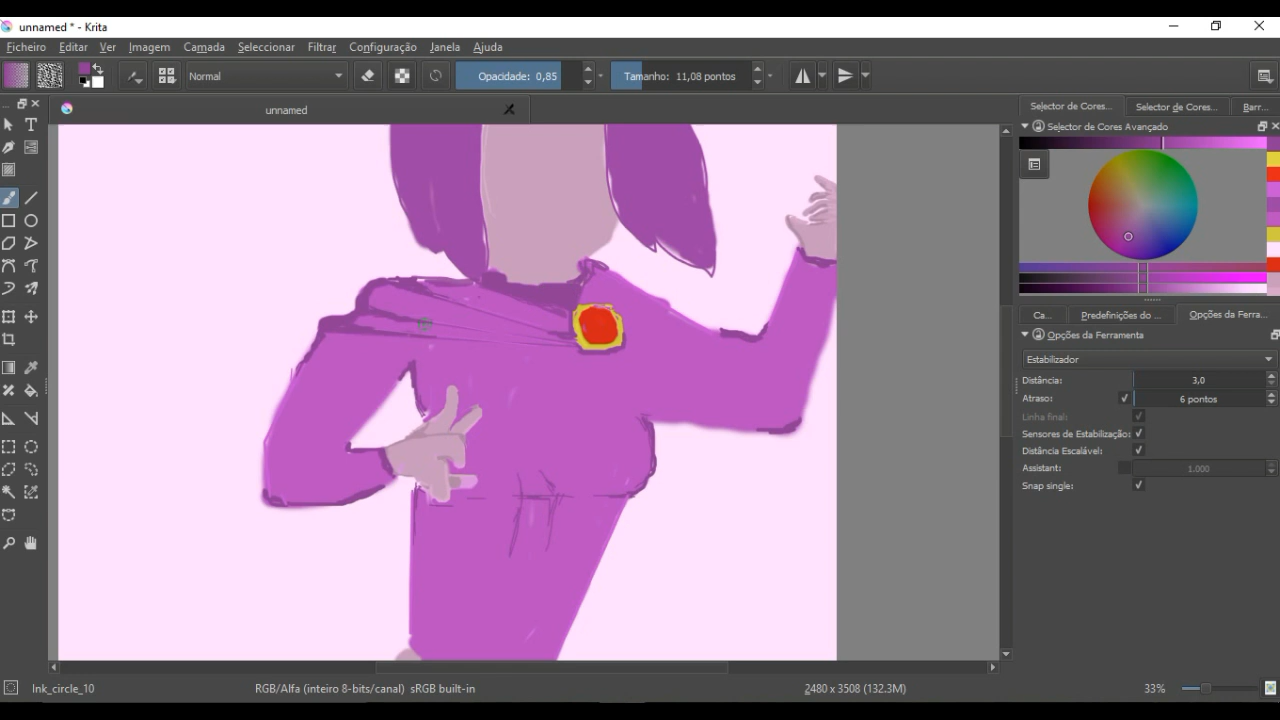 unnamed * - Krita
Ficheiro Editar Ver Imagem Camada Seleccionar Filtrar Configuração Janela Ajuda
Normal Opacidade: 0,85 Tamanho: 11,08 pontos
unnamed
Selector de Cores... Selector de Cores... Barr...
Selector de Cores Avançado
Ca... Predefinições do ... Opções da Ferra...
Opções da Ferramenta
Estabilizador
Distância: 3,0
Atraso: 6 pontos
Linha final:
Sensores de Estabilização:
Distância Escalável:
Assistant: 1.000
Snap single:
Ink_circle_10 RGB/Alfa (inteiro 8-bits/canal) sRGB built-in 2480 x 3508 (132.3M) 33%